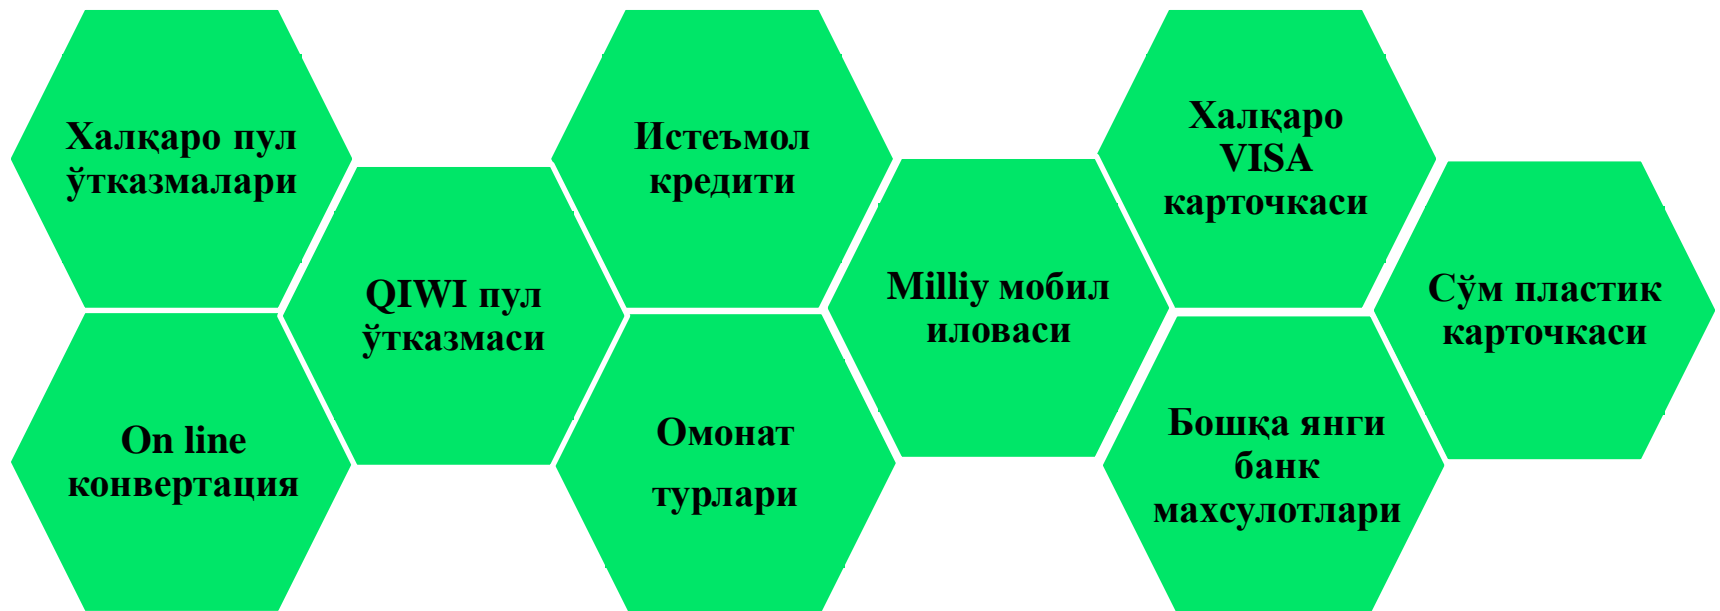 Халқаро пул
ўтказмалари
On line
конвертация
QIWI пул
ўтказмаси
Истеъмол
кредити
Омонат
турлари
Milliy мобил
иловаси
Халқаро
VISA
карточкаси
Бошқа янги
банк
махсулотлари
Сўм пластик
карточкаси